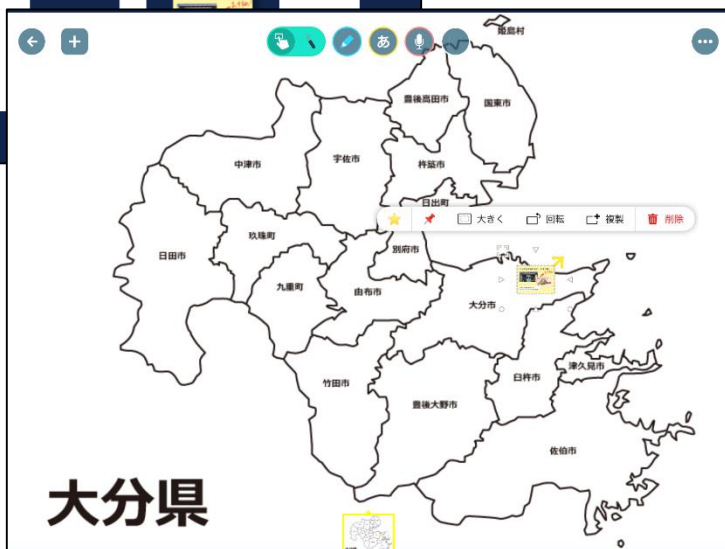 あ
姫島村
豊後高田市
国東市
中津市
宇佐市
杵築市
日出町
大きく
回転
複製
削除
玖珠町
別府市
日田市
九重町
由布市
大分市
津久見市
臼杵市
竹田市
豊後大野市
佐伯市
大分県